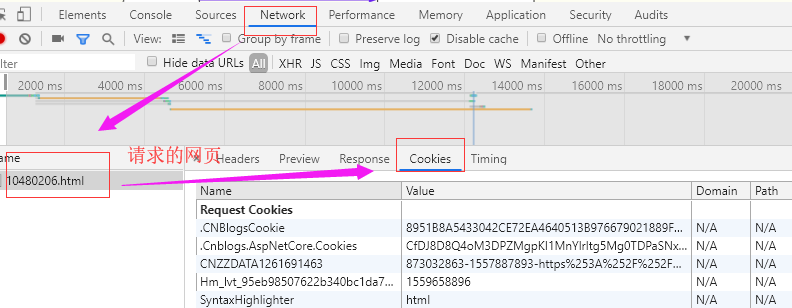 Elements Console Sources Network Performance Memory Application Security Audits
View: Group by frame Preserve log Disable cache Offline No throttling
Hide data URLs All XHR JS CSS Img Media Font Doc WS Manifest Other
2000 ms 4000 ms 6000 ms 8000 ms 10000 ms 12000 ms 14000 ms 16000 ms 18000 ms 20000 ms
请求的网页
Headers Preview Response Cookies Timing
10480206.html
Name Value Domain Path
Request Cookies
.CNBlogsCookie 8951B8A5433042CE72EA4640513B976679021889F... N/A N/A
.Cnblogs.AspNetCore.Cookies CfDJ8D8Q4oM3DPZMgpKl1MnYlrltg5Mg0TDPaSNx... N/A N/A
CNZZDATA1261691463 873032863-1557887893-https%253A%252F%252F... N/A N/A
Hm_lvt_95eb98507622b340bc1da7... 1559658896 N/A N/A
SyntaxHighlighter html N/A N/A